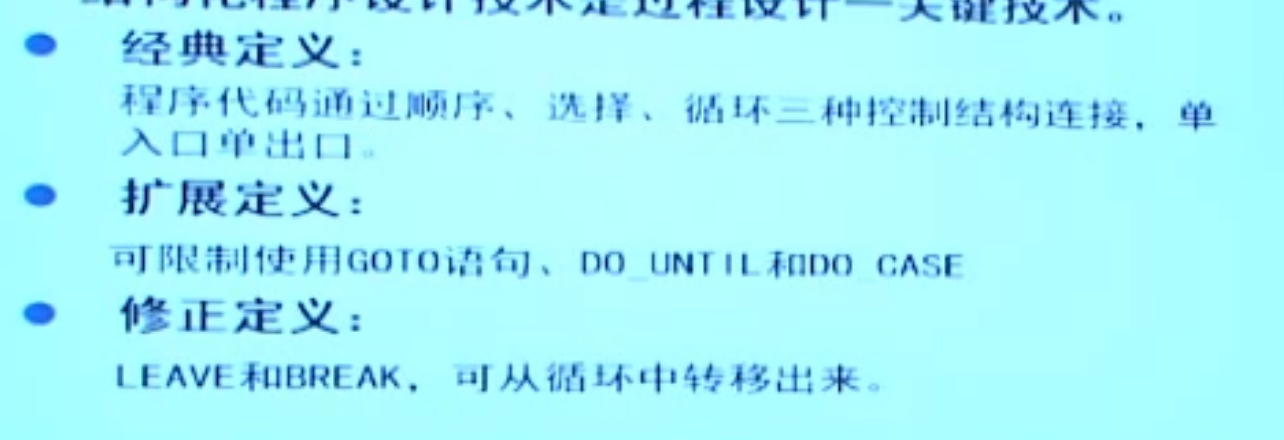 结构化程序设计技术是过程设计一关键技术。
经典定义:
程序代码通过顺序、选择、循环三种控制结构连接,单
入口单出口。
扩展定义:
可限制使用GOTO语句、DO_UNTIL和DO_CASE
修正定义:
LEAVE和BREAK,可从循环中转移出来。